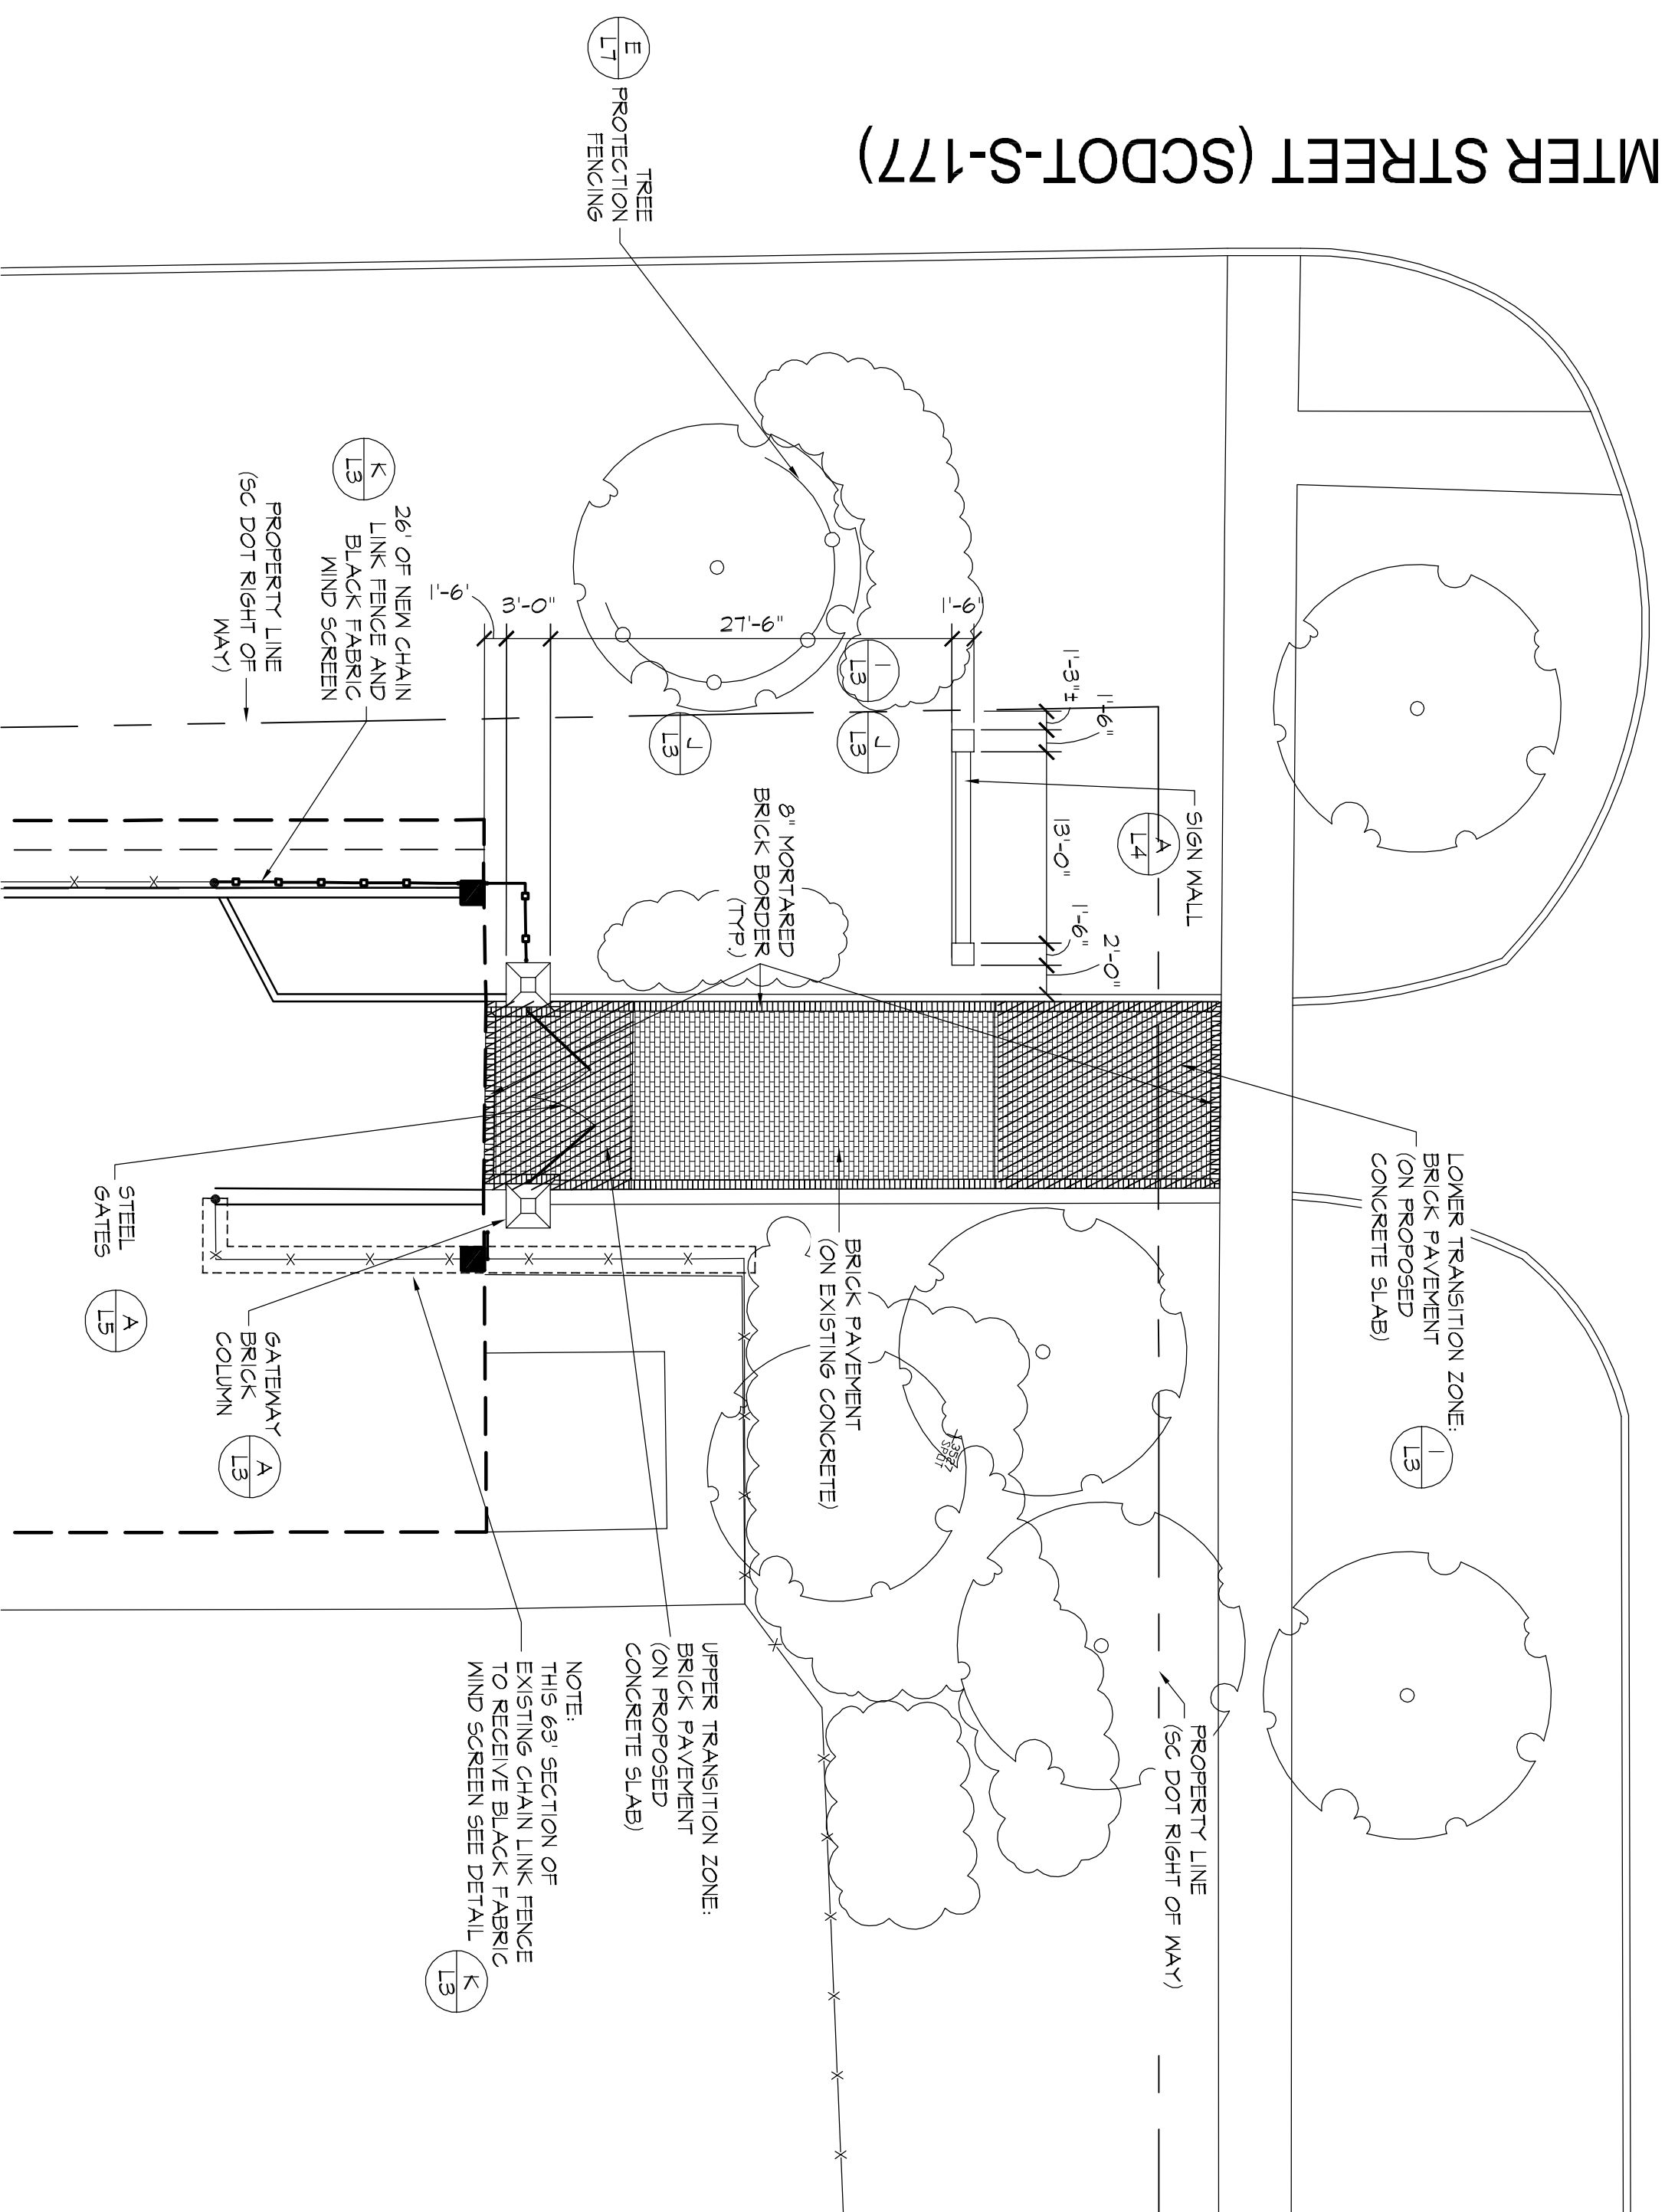 MTER STREET (SCDOT-S-177)
E
L7
TREE
PROTECTION
FENCING
K
L3
26' OF NEW CHAIN
LINK FENCE AND
BLACK FABRIC
WIND SCREEN
PROPERTY LINE
(SC DOT RIGHT OF
WAY)
1'-6'
3'-0"
27'-6"
1'-6"
I
L3
J
L3
J
L3
1'-3"±
1'-6"
13'-0"
1'-6"
2'-0"
SIGN WALL
A
L4
8" MORTARED
BRICK BORDER
(TYP.)
LOWER TRANSITION ZONE:
BRICK PAVEMENT
(ON PROPOSED
CONCRETE SLAB)
I
L3
BRICK PAVEMENT
(ON EXISTING CONCRETE)
STEEL
GATES
A
L5
GATEWAY
BRICK
COLUMN
A
L3
UPPER TRANSITION ZONE:
BRICK PAVEMENT
(ON PROPOSED
CONCRETE SLAB)
NOTE:
THIS 63' SECTION OF
EXISTING CHAIN LINK FENCE
TO RECEIVE BLACK FABRIC
WIND SCREEN SEE DETAIL
K
L3
PROPERTY LINE
(SC DOT RIGHT OF WAY)
3527
SPOT